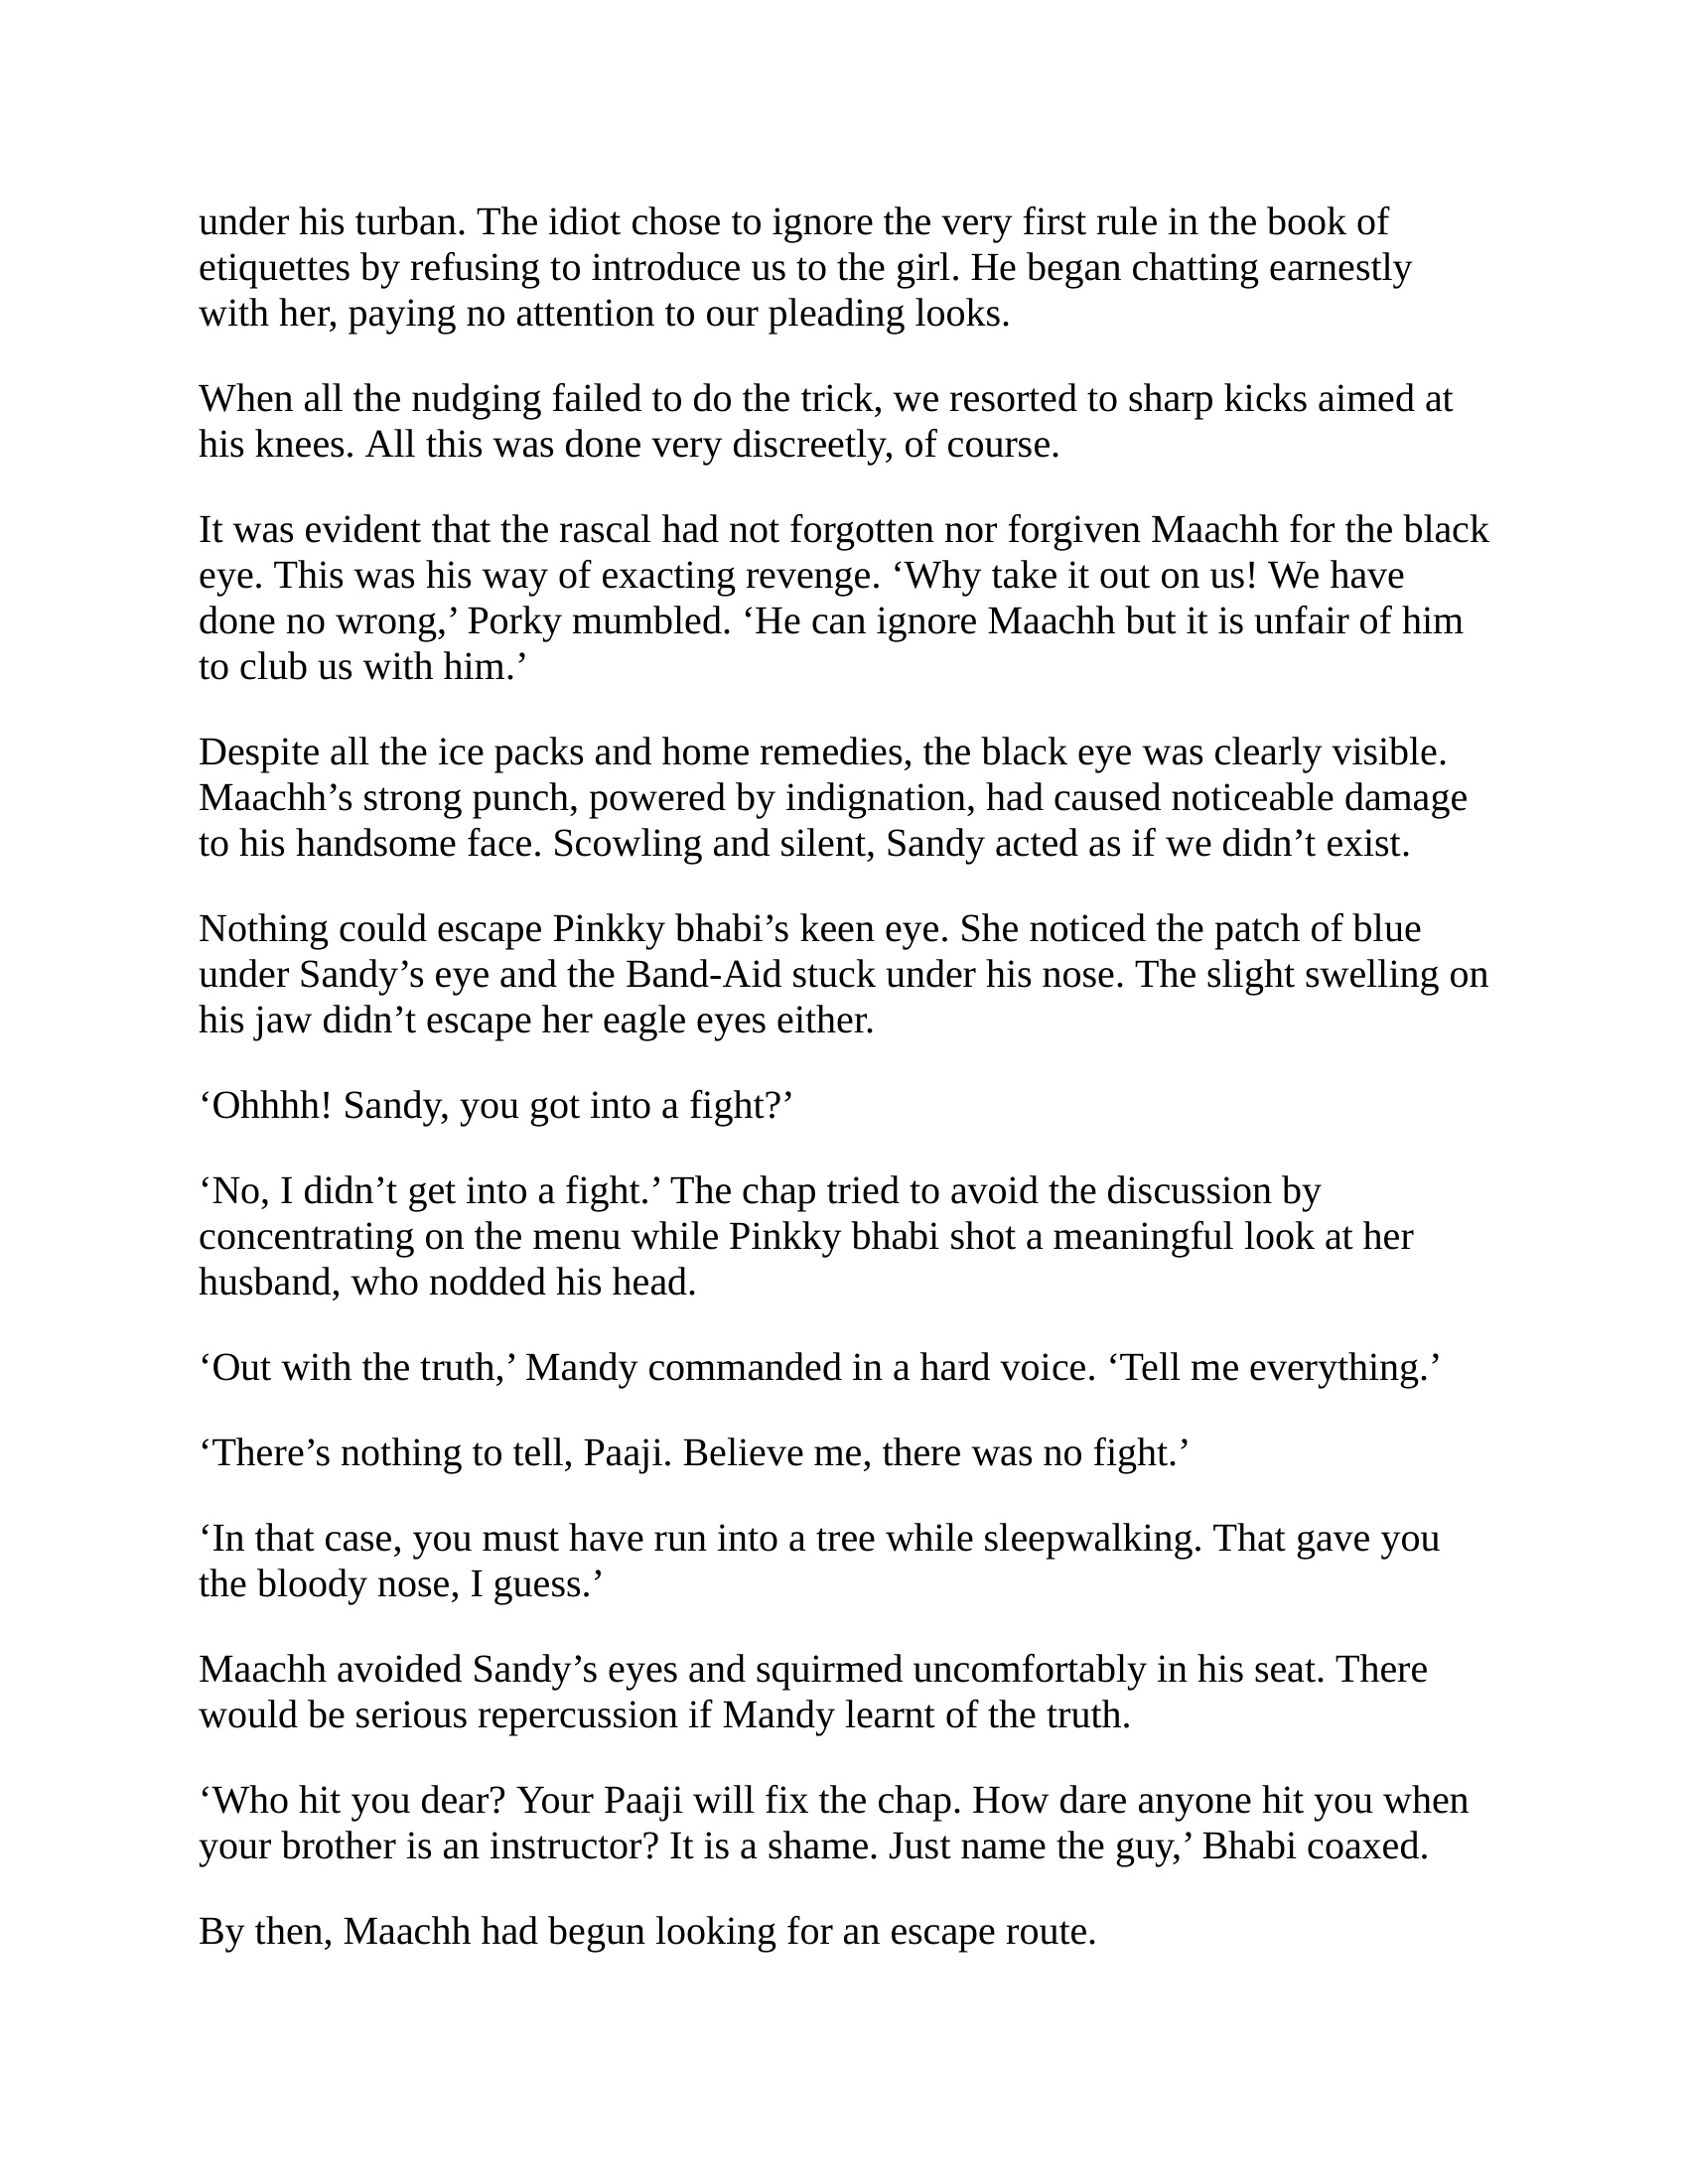 under his turban. The idiot chose to ignore the very first rule in the book of
etiquettes by refusing to introduce us to the girl. He began chatting earnestly
with her, paying no attention to our pleading looks.
When all the nudging failed to do the trick, we resorted to sharp kicks aimed at
his knees. All this was done very discreetly, of course.
It was evident that the rascal had not forgotten nor forgiven Maachh for the black
eye. This was his way of exacting revenge. ‘Why take it out on us! We have
done no wrong,’ Porky mumbled. ‘He can ignore Maachh but it is unfair of him
to club us with him.’
Despite all the ice packs and home remedies, the black eye was clearly visible.
Maachh’s strong punch, powered by indignation, had caused noticeable damage
to his handsome face. Scowling and silent, Sandy acted as if we didn’t exist.
Nothing could escape Pinkky bhabi’s keen eye. She noticed the patch of blue
under Sandy’s eye and the Band-Aid stuck under his nose. The slight swelling on
his jaw didn’t escape her eagle eyes either.
‘Ohhhh! Sandy, you got into a fight?’
‘No, I didn’t get into a fight.’ The chap tried to avoid the discussion by
concentrating on the menu while Pinkky bhabi shot a meaningful look at her
husband, who nodded his head.
‘Out with the truth,’ Mandy commanded in a hard voice. ‘Tell me everything.’
‘There’s nothing to tell, Paaji. Believe me, there was no fight.’
‘In that case, you must have run into a tree while sleepwalking. That gave you
the bloody nose, I guess.’
Maachh avoided Sandy’s eyes and squirmed uncomfortably in his seat. There
would be serious repercussion if Mandy learnt of the truth.
‘Who hit you dear? Your Paaji will fix the chap. How dare anyone hit you when
your brother is an instructor? It is a shame. Just name the guy,’ Bhabi coaxed.
By then, Maachh had begun looking for an escape route.